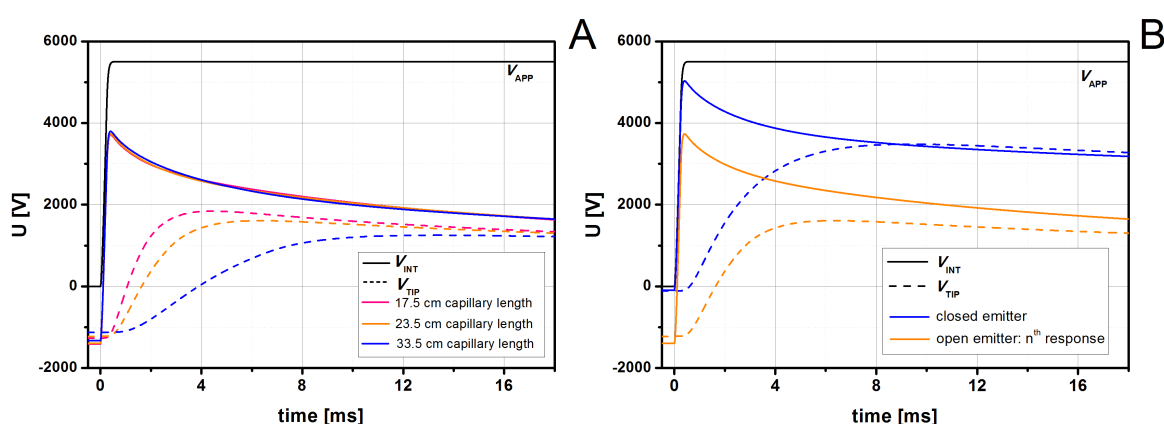 A
6000
4000
2000
0
-2000
U [V]
0
4
8
12
16
time [ms]
V_APP
V_INT
V_TIP
17.5 cm capillary length
23.5 cm capillary length
33.5 cm capillary length
B
6000
4000
2000
0
-2000
U [V]
0
4
8
12
16
time [ms]
V_APP
V_INT
V_TIP
closed emitter
open emitter: n^th response